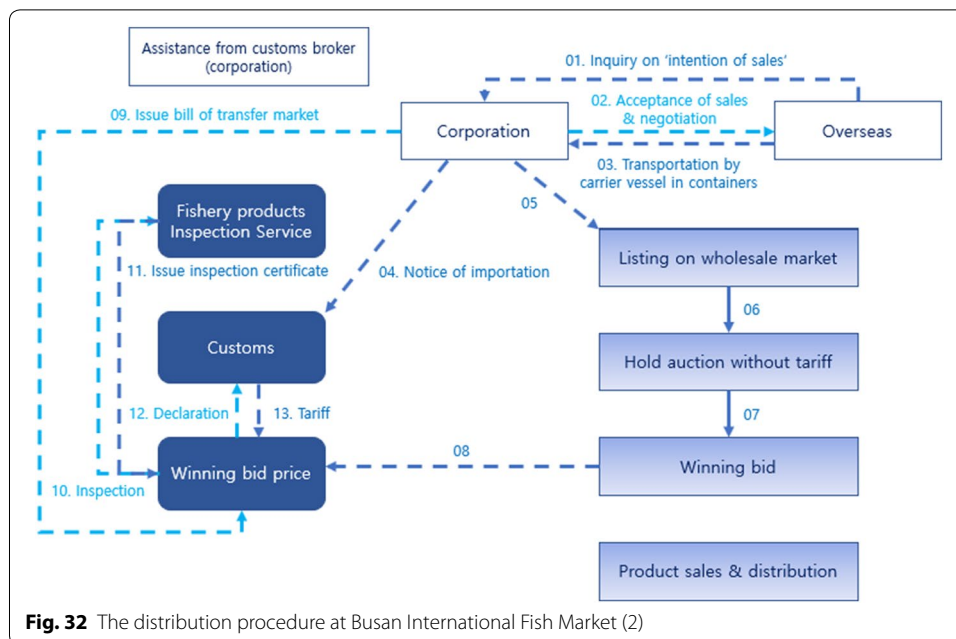 Assistance from customs broker
(corporation)
01. Inquiry on 'intention of sales'
09. Issue bill of transfer market
02. Acceptance of sales
& negotiation
Corporation
Overseas
03. Transportation by
carrier vessel in containers
05
Fishery products
Inspection Service
11. Issue inspection certificate
04. Notice of importation
Listing on wholesale market
06
Customs
Hold auction without tariff
12. Declaration
13. Tariff
07
08
Winning bid price
Winning bid
10. Inspection
Product sales & distribution
Fig. 32 The distribution procedure at Busan International Fish Market (2)